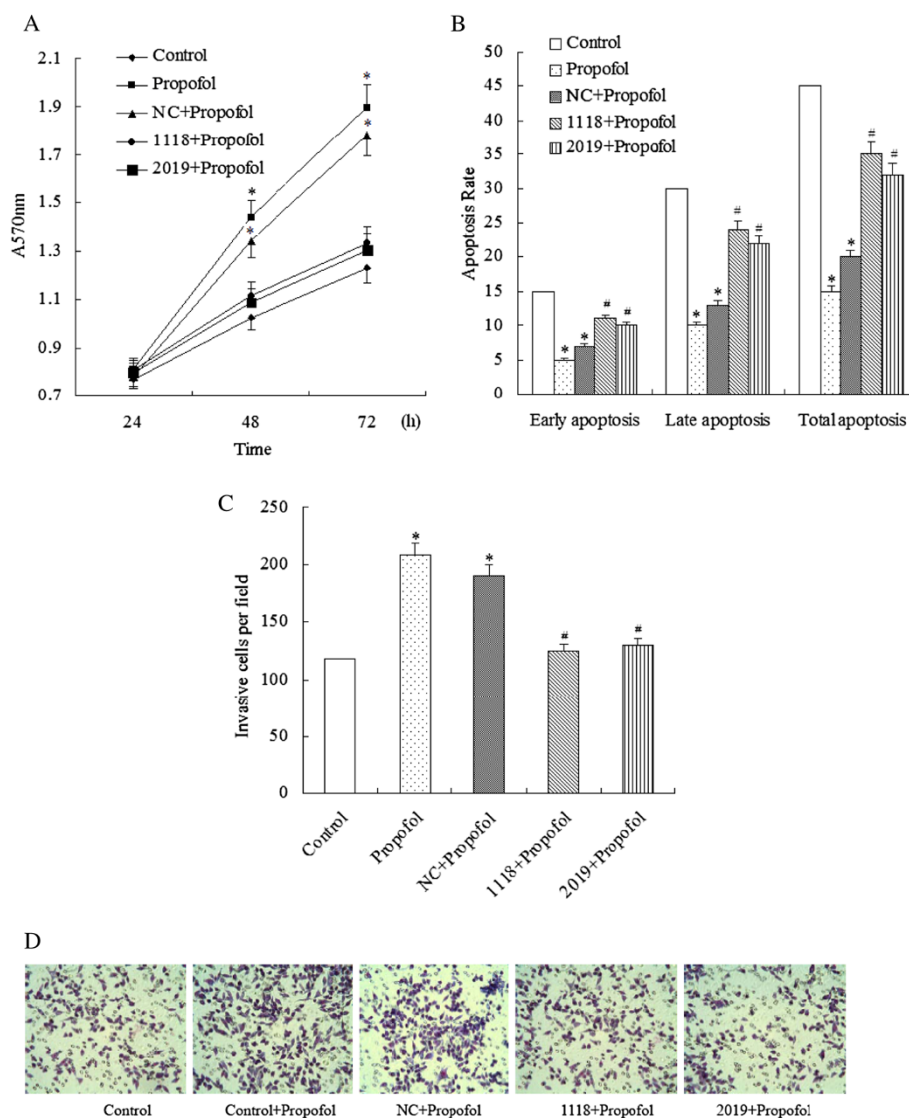 A
2.1
1.9
1.7
1.5
1.3
1.1
0.9
0.7
A570nm
Control
Propofol
NC+Propofol
1118+Propofol
2019+Propofol
*
*
*
*
24
48
72
(h)
Time
B
50
45
40
35
30
25
20
15
10
5
0
Apoptosis Rate
Control
Propofol
NC+Propofol
1118+Propofol
2019+Propofol
* * # #
* * # #
* * # #
Early apoptosis
Late apoptosis
Total apoptosis
C
250
200
150
100
50
0
Invasive cells per field
* * # #
Control
Propofol
NC+Propofol
1118+Propofol
2019+Propofol
D
Control
Control+Propofol
NC+Propofol
1118+Propofol
2019+Propofol